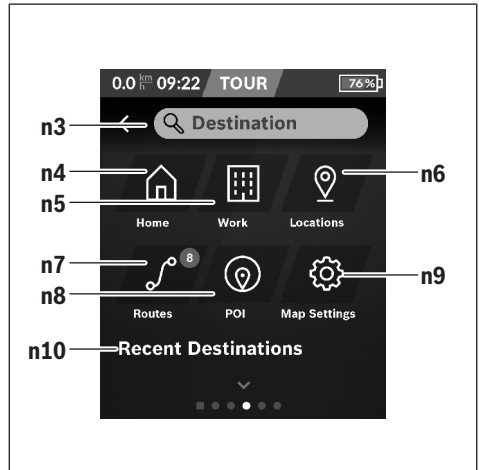 0.0 km/h 09:22 TOUR 76%
n3 Destination
n4 n6
n5
Home Work Locations
n7 8
n8 n9
Routes POI Map Settings
n10 Recent Destinations